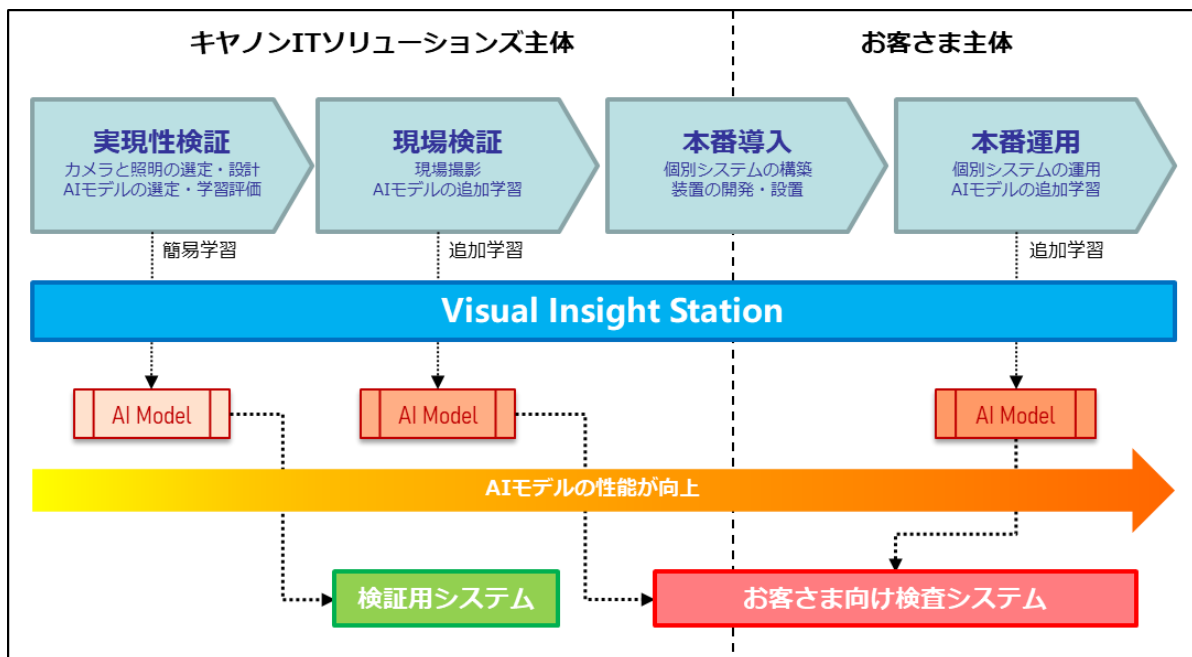 キヤノンITソリューションズ主体
お客さま主体
実現性検証
カメラと照明の選定・設計
AIモデルの選定・学習評価
現場検証
現場撮影
AIモデルの追加学習
本番導入
個別システムの構築
装置の開発・設置
本番運用
個別システムの運用
AIモデルの追加学習
簡易学習
追加学習
追加学習
Visual Insight Station
AI Model
AI Model
AI Model
AIモデルの性能が向上
検証用システム
お客さま向け検査システム